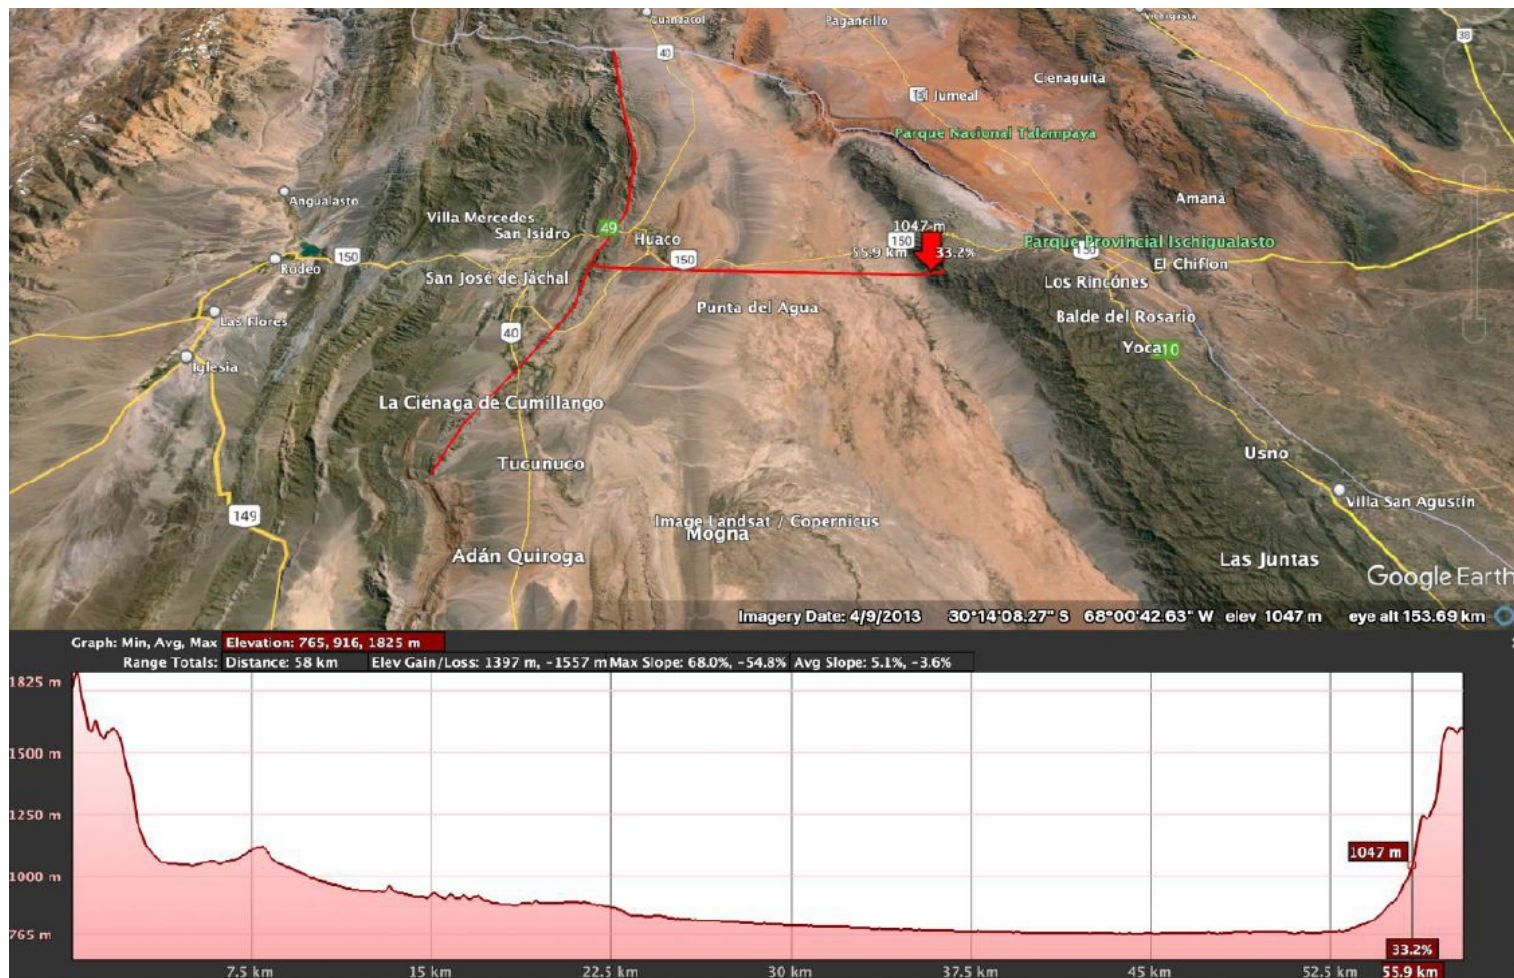 Guandacol
Pagancillo
Vichigasta
38
40
Cienaguita
El Jumeal
Parque Nacional Talampaya
Angualasto
Villa Mercedes
San Isidro
49
Huaco
Amaná
1047 m
150
55.9 km
33.2%
Parque Provincial Ischigualasto
150
El Chiflon
Rodeo
150
150
San José de Jáchal
Los Rincónes
Punta del Agua
Balde del Rosario
Las Flores
40
Yoca
10
Iglesia
La Ciénaga de Cumillango
Tucunuco
Usno
Villa San Agustín
149
Image Landsat / Copernicus
Mogna
Adán Quiroga
Las Juntas
Google Earth
Imagery Date: 4/9/2013 30°14'08.27" S 68°00'42.63" W elev 1047 m eye alt 153.69 km
Graph: Min, Avg, Max Elevation: 765, 916, 1825 m
Range Totals: Distance: 58 km Elev Gain/Loss: 1397 m, -1557 m Max Slope: 68.0%, -54.8% Avg Slope: 5.1%, -3.6%
1825 m
1500 m
1250 m
1047 m
1000 m
765 m
33.2%
7.5 km 15 km 22.5 km 30 km 37.5 km 45 km 52.5 km 55.9 km